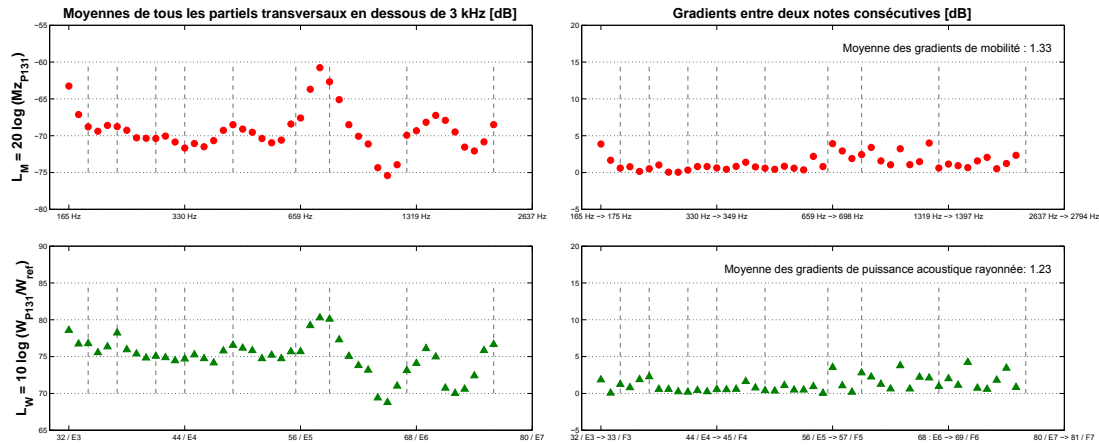 Moyennes de tous les partiels transversaux en dessous de 3 kHz [dB]
L_M = 20 log (Mz_P131)
−55
−60
−65
−70
−75
−80
165 Hz 330 Hz 659 Hz 1319 Hz 2637 Hz
Gradients entre deux notes consécutives [dB]
Moyenne des gradients de mobilité : 1.33
20
15
10
5
0
−5
165 Hz −> 175 Hz 330 Hz −> 349 Hz 659 Hz −> 698 Hz 1319 Hz −> 1397 Hz 2637 Hz −> 2794 Hz
L_W = 10 log (W_P131/W_ref)
90
85
80
75
70
65
32 / E3 44 / E4 56 / E5 68 / E6 80 / E7
Moyenne des gradients de puissance acoustique rayonnée: 1.23
20
15
10
5
0
−5
32 / E3 −> 33 / F3 44 / E4 −> 45 / F4 56 / E5 −> 57 / F5 68 : E6 −> 69 / F6 80 / E7 −> 81 / F7